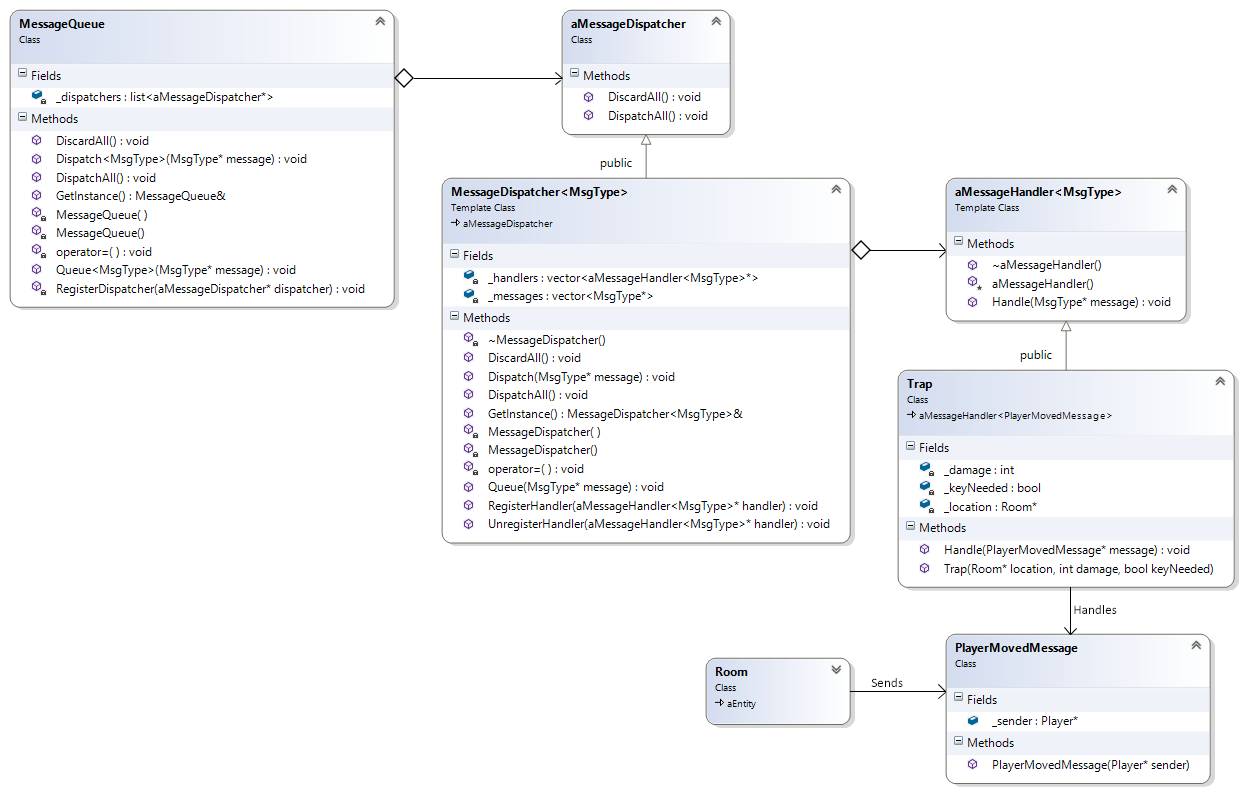 MessageQueue
Class
Fields
_dispatchers : list<aMessageDispatcher*>
Methods
DiscardAll() : void
Dispatch<MsgType>(MsgType* message) : void
DispatchAll() : void
GetInstance() : MessageQueue&
MessageQueue( )
MessageQueue()
operator=( ) : void
Queue<MsgType>(MsgType* message) : void
RegisterDispatcher(aMessageDispatcher* dispatcher) : void
aMessageDispatcher
Class
Methods
DiscardAll() : void
DispatchAll() : void
public
MessageDispatcher<MsgType>
Template Class
aMessageDispatcher
Fields
_handlers : vector<aMessageHandler<MsgType>*>
_messages : vector<MsgType*>
Methods
~MessageDispatcher()
DiscardAll() : void
Dispatch(MsgType* message) : void
DispatchAll() : void
GetInstance() : MessageDispatcher<MsgType>&
MessageDispatcher( )
MessageDispatcher()
operator=( ) : void
Queue(MsgType* message) : void
RegisterHandler(aMessageHandler<MsgType>* handler) : void
UnregisterHandler(aMessageHandler<MsgType>* handler) : void
aMessageHandler<MsgType>
Template Class
Methods
~aMessageHandler()
aMessageHandler()
Handle(MsgType* message) : void
public
Trap
Class
aMessageHandler<PlayerMovedMessage>
Fields
_damage : int
_keyNeeded : bool
_location : Room*
Methods
Handle(PlayerMovedMessage* message) : void
Trap(Room* location, int damage, bool keyNeeded)
Handles
Room
Class
aEntity
Sends
PlayerMovedMessage
Class
Fields
_sender : Player*
Methods
PlayerMovedMessage(Player* sender)